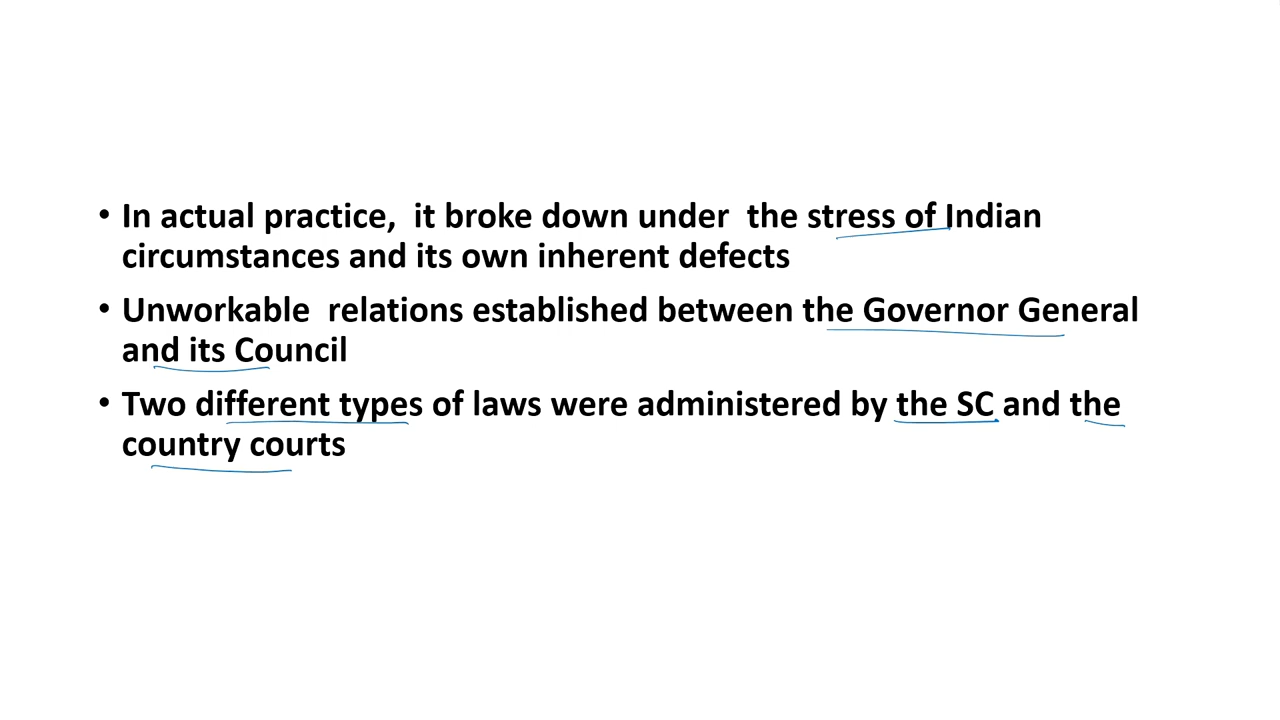 • In actual practice,  it broke down under  the stress of Indian
circumstances and its own inherent defects
• Unworkable  relations established between the Governor General
and its Council
• Two different types of laws were administered by the SC and the
country courts